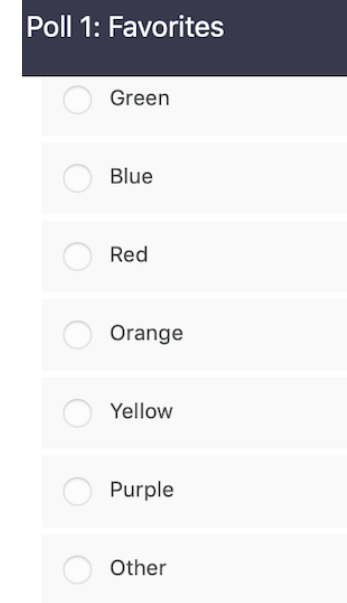 Poll 1: Favorites
Green
Blue
Red
Orange
Yellow
Purple
Other